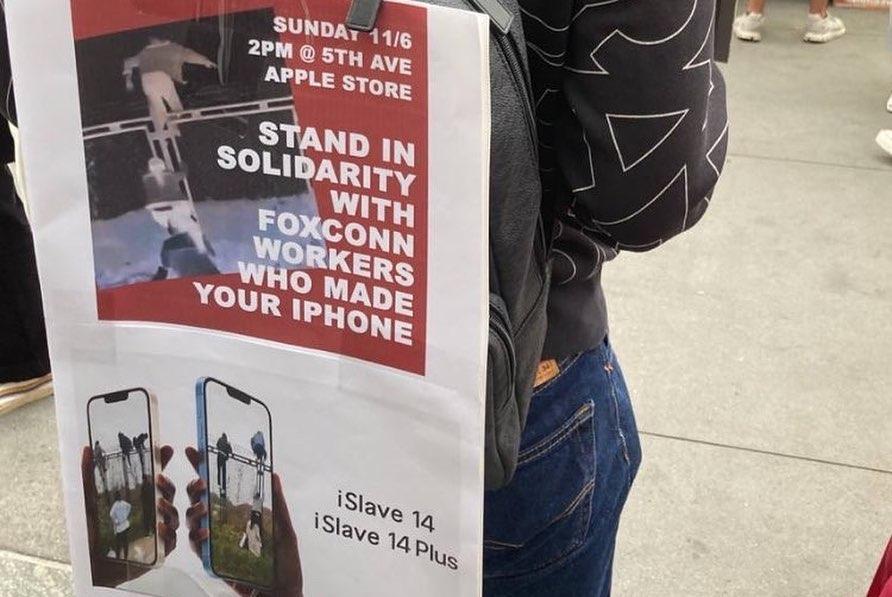 SUNDAY 11/6
2PM @ 5TH AVE
APPLE STORE
STAND IN
SOLIDARITY
WITH
FOXCONN
WORKERS
WHO MADE
YOUR IPHONE
iSlave 14
iSlave 14 Plus